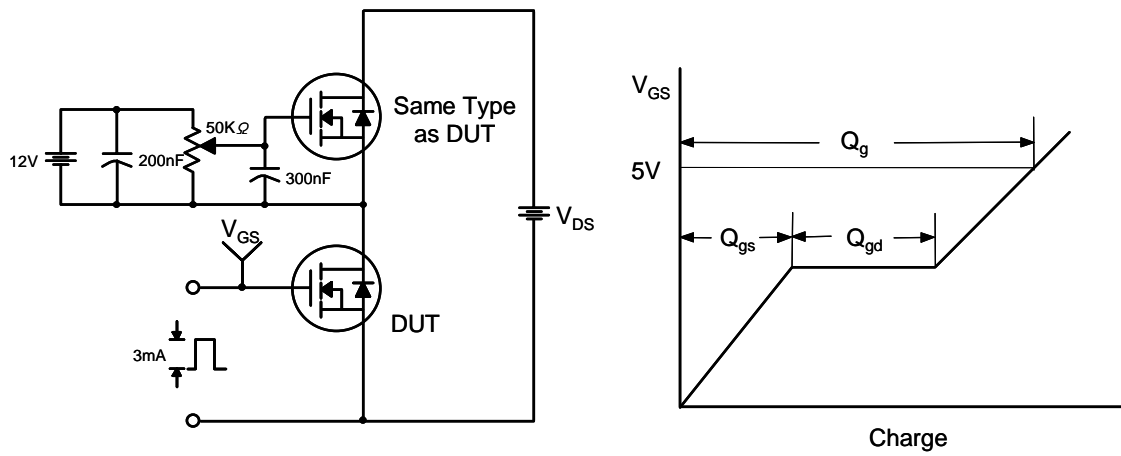 Same Type
as DUT
50KΩ
12V
200nF
300nF
V_GS
V_DS
DUT
3mA
V_GS
Q_g
5V
Q_gs
Q_gd
Charge